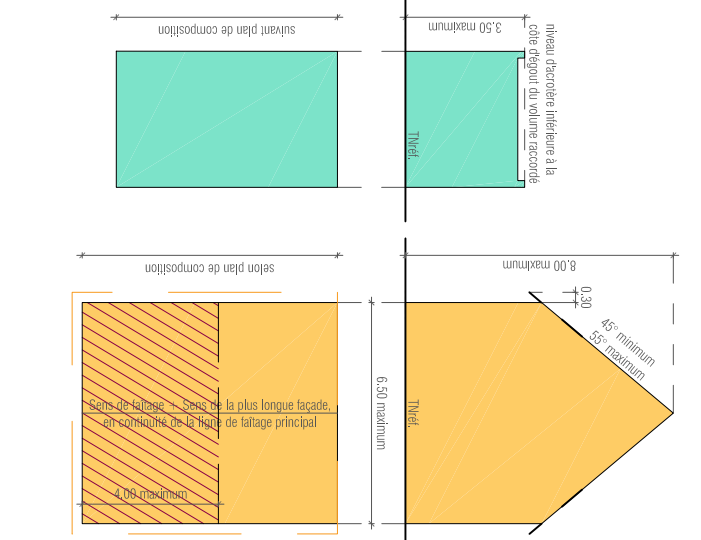 suivant plan de composition
3.50 maximum
niveau d'acrotère inférieure à la
côte d'égout du volume raccordé
TNréf.
selon plan de composition
8.00 maximum
0.30
45° minimum
55° maximum
6.50 maximum
TNréf.
Sens de faîtage + Sens de la plus longue façade,
en continuité de la ligne de faîtage principal
4.00 maximum